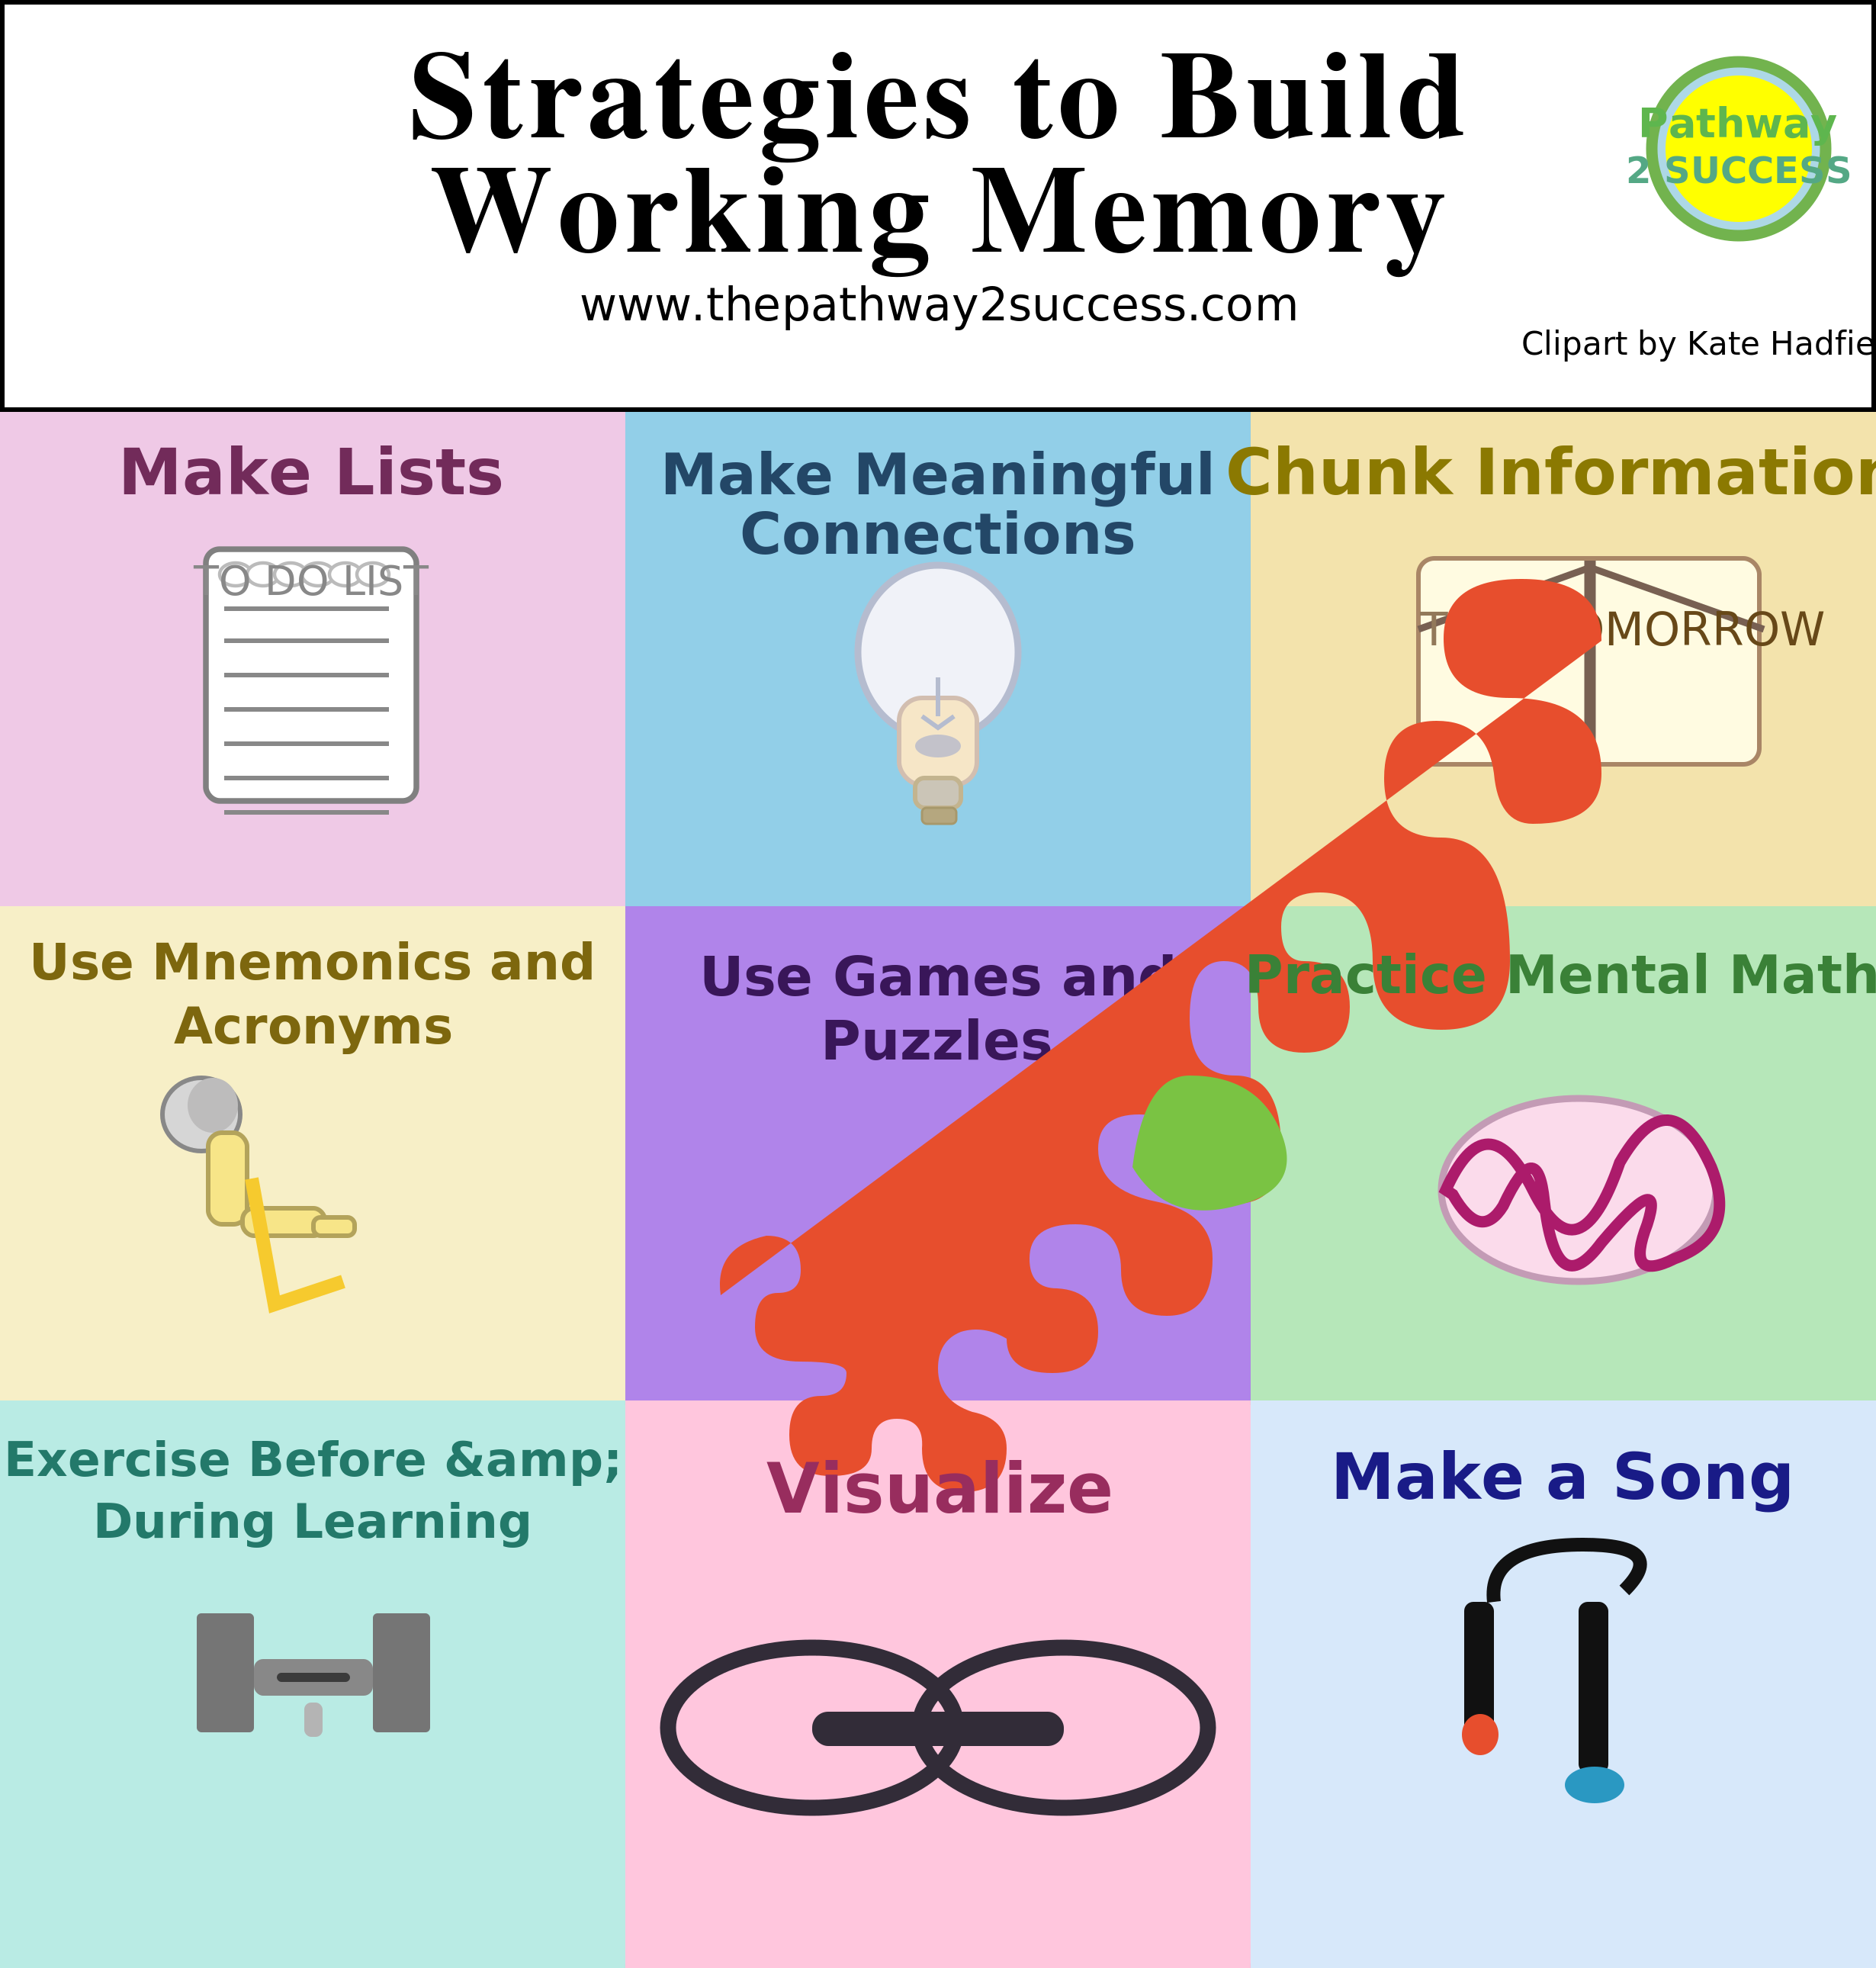 Strategies to Build
Working Memory
www.thepathway2success.com
Pathway
2 SUCCESS
Clipart by Kate Hadfie
Make Lists
O DO LIS
Make Meaningful
Connections
Chunk Information
T MORROW
Use Mnemonics and
Acronyms
Use Games and
Puzzles
Practice Mental Math
Exercise Before &amp;
During Learning
Visualize
Make a Song